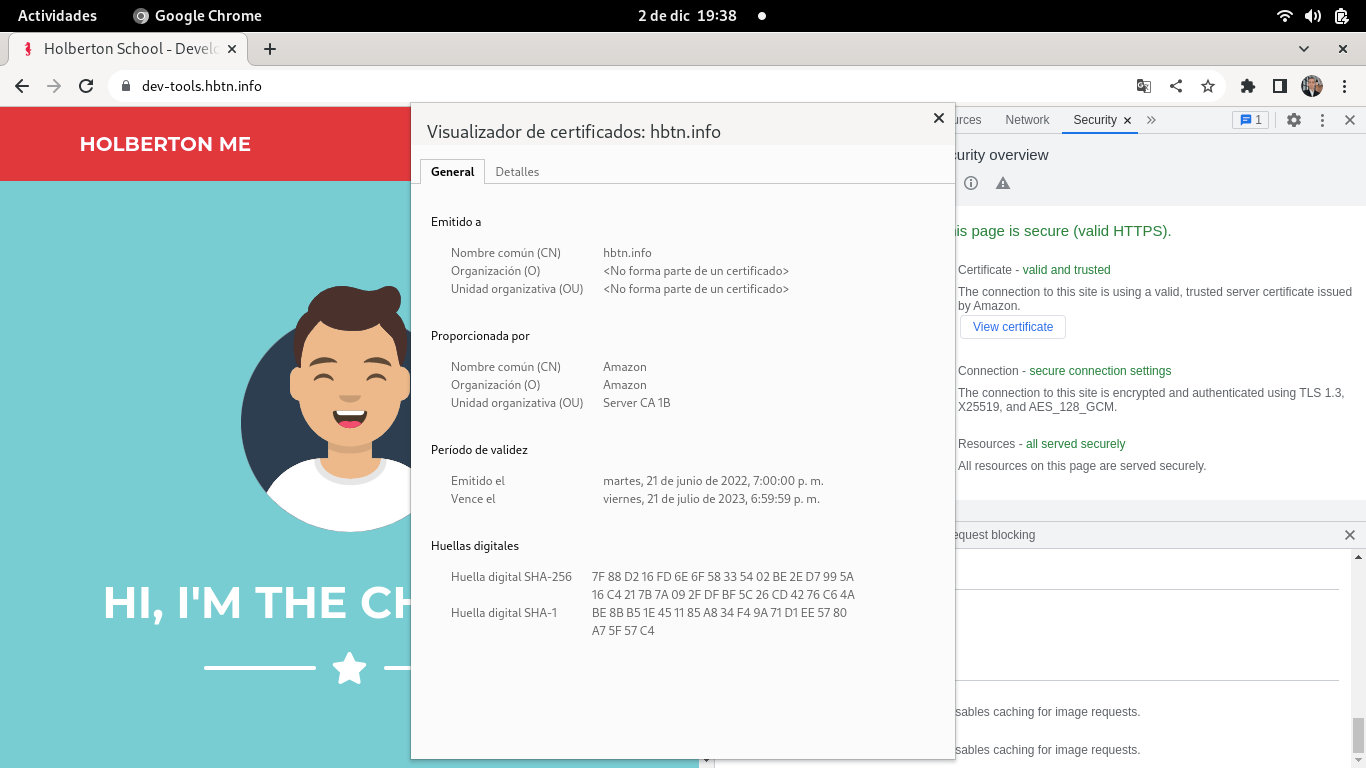 Actividades
Google Chrome
2 de dic 19:38
Holberton School - Devel
dev-tools.hbtn.info
HOLBERTON ME
HI, I'M THE CH
Visualizador de certificados: hbtn.info
General
Detalles
Emitido a
Nombre común (CN) hbtn.info
Organización (O) <No forma parte de un certificado>
Unidad organizativa (OU) <No forma parte de un certificado>
Proporcionada por
Nombre común (CN) Amazon
Organización (O) Amazon
Unidad organizativa (OU) Server CA 1B
Período de validez
Emitido el martes, 21 de junio de 2022, 7:00:00 p. m.
Vence el viernes, 21 de julio de 2023, 6:59:59 p. m.
Huellas digitales
Huella digital SHA-256 7F 88 D2 16 FD 6E 6F 58 33 54 02 BE 2E D7 99 5A
16 C4 21 7B 7A 09 2F DF BF 5C 26 CD 42 76 C6 4A
Huella digital SHA-1 BE 8B B5 1E 45 11 85 A8 34 F4 9A 71 D1 EE 57 80
A7 5F 57 C4
urces
Network
Security
1
curity overview
is page is secure (valid HTTPS).
Certificate - valid and trusted
The connection to this site is using a valid, trusted server certificate issued
by Amazon.
View certificate
Connection - secure connection settings
The connection to this site is encrypted and authenticated using TLS 1.3,
X25519, and AES_128_GCM.
Resources - all served securely
All resources on this page are served securely.
equest blocking
sables caching for image requests.
sables caching for image requests.